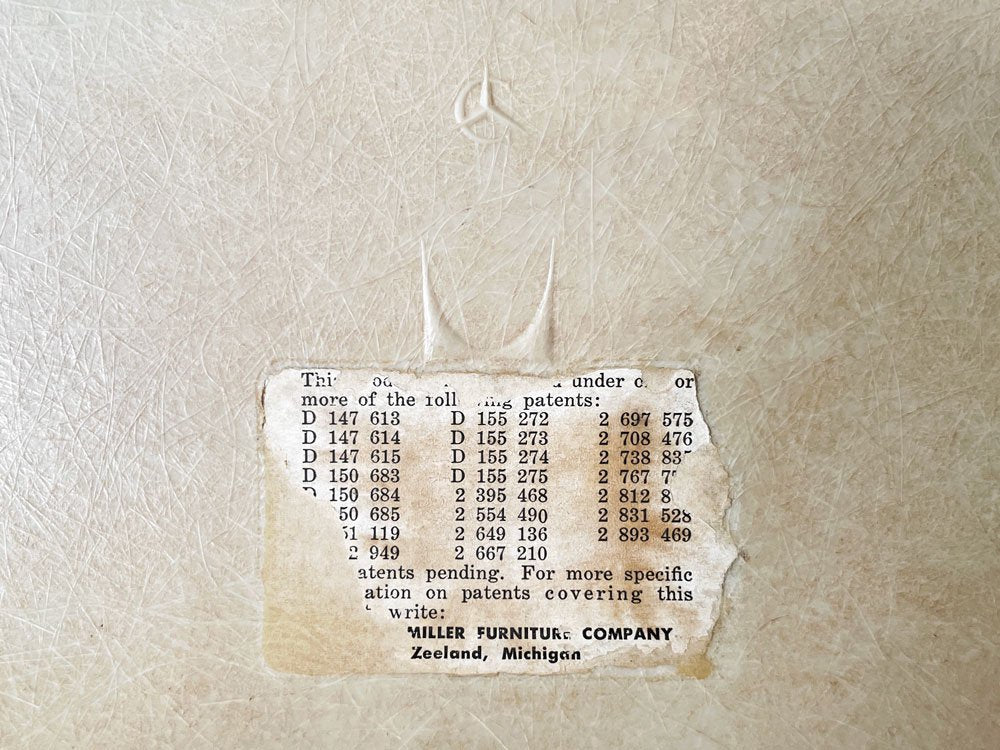 under or
more of the patents:
D 147 613 D 155 272 2 697 575
D 147 614 D 155 273 2 708 476
D 147 615 D 155 274 2 738 83
D 150 683 D 155 275 2 767 7
D 150 684 2 395 468 2 812 8
50 685 2 554 490 2 831 528
51 119 2 649 136 2 893 469
2 949 2 667 210
atents pending. For more specific
ation on patents covering this
write:
MILLER FURNITURE COMPANY
Zeeland, Michigan